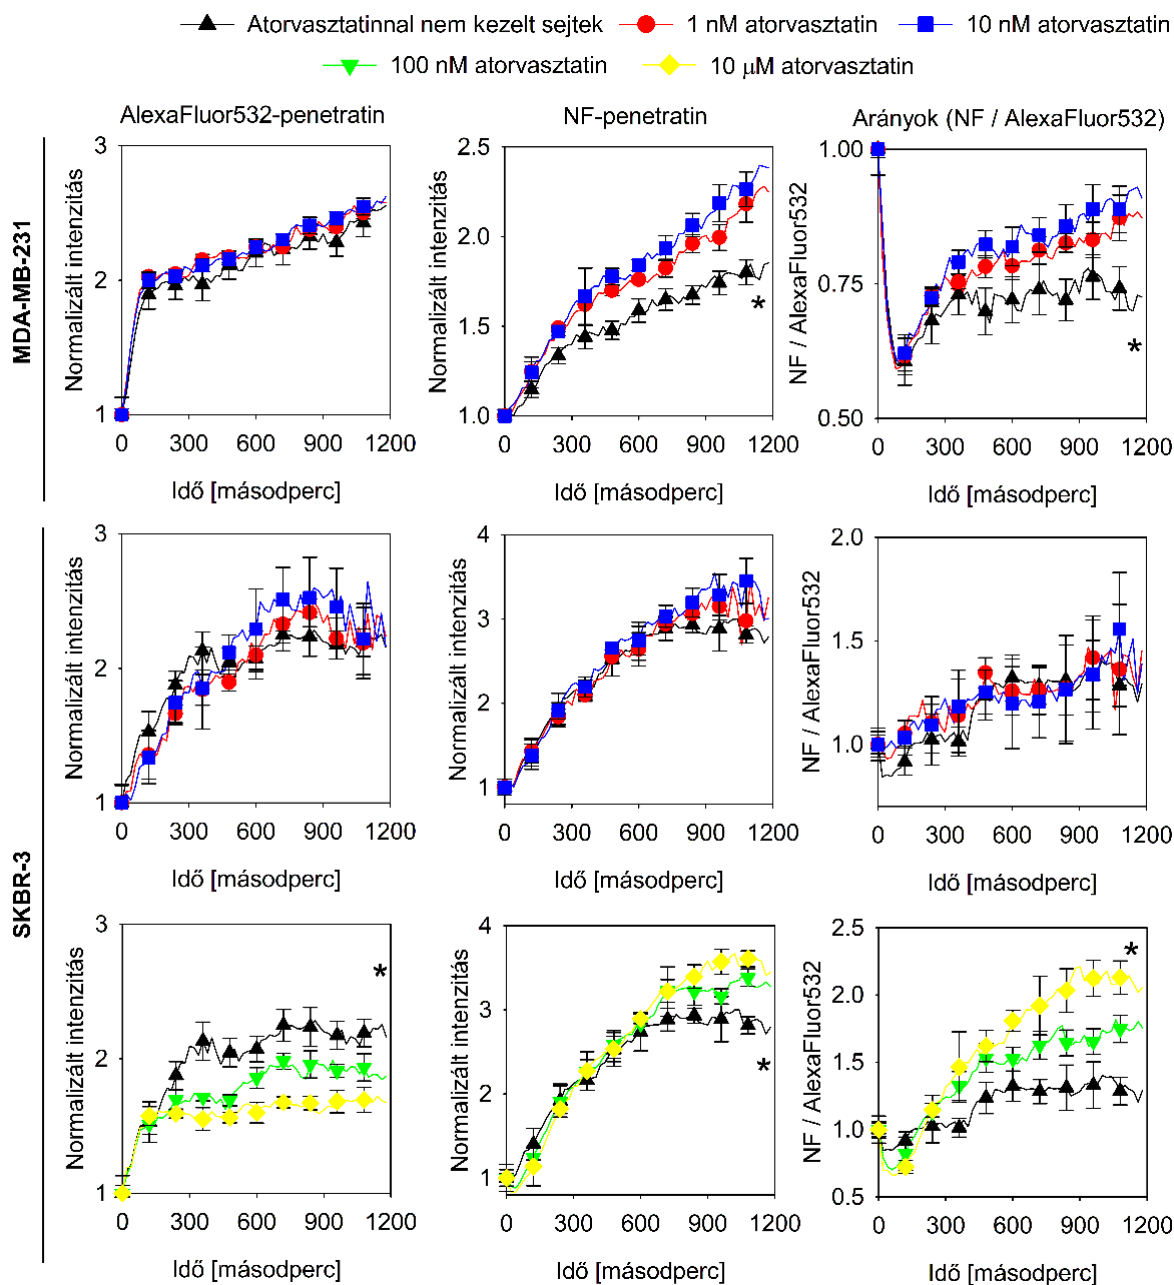 Atorvasztatinnal nem kezelt sejtek 1 nM atorvasztatin 10 nM atorvasztatin
100 nM atorvasztatin 10 μM atorvasztatin
AlexaFluor532-penetratin NF-penetratin Arányok (NF / AlexaFluor532)
MDA-MB-231
Normalizált intenzitás
3
2
1
0 300 600 900 1200
Idő [másodperc]
Normalizált intenzitás
2.5
2.0
1.5
1.0
*
0 300 600 900 1200
Idő [másodperc]
NF / AlexaFluor532
1.00
0.75
0.50
*
0 300 600 900 1200
Idő [másodperc]
SKBR-3
Normalizált intenzitás
3
2
1
0 300 600 900 1200
Idő [másodperc]
Normalizált intenzitás
4
3
2
1
0 300 600 900 1200
Idő [másodperc]
NF / AlexaFluor532
2.0
1.5
1.0
0 300 600 900 1200
Idő [másodperc]
Normalizált intenzitás
3
2
1
*
0 300 600 900 1200
Idő [másodperc]
Normalizált intenzitás
4
3
2
1
*
0 300 600 900 1200
Idő [másodperc]
NF / AlexaFluor532
2.5
2.0
1.5
1.0
0.5
*
0 300 600 900 1200
Idő [másodperc]